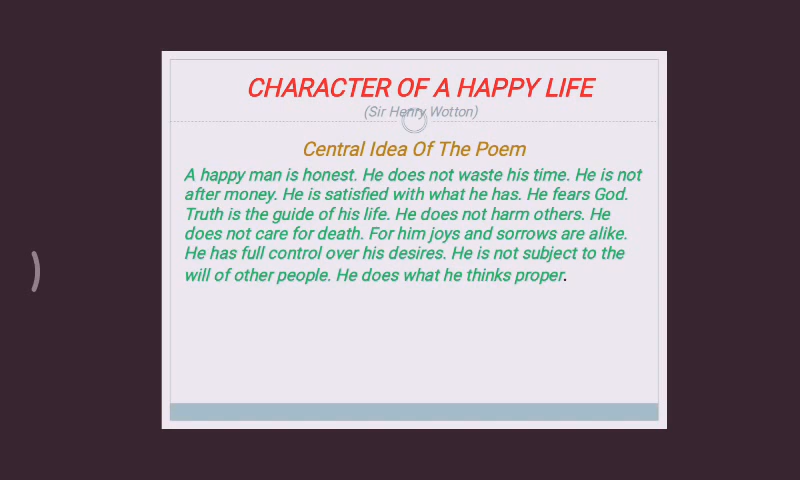 CHARACTER OF A HAPPY LIFE
(Sir Henry Wotton)
Central Idea Of The Poem
A happy man is honest. He does not waste his time. He is not
after money. He is satisfied with what he has. He fears God.
Truth is the guide of his life. He does not harm others. He
does not care for death. For him joys and sorrows are alike.
He has full control over his desires. He is not subject to the
will of other people. He does what he thinks proper.